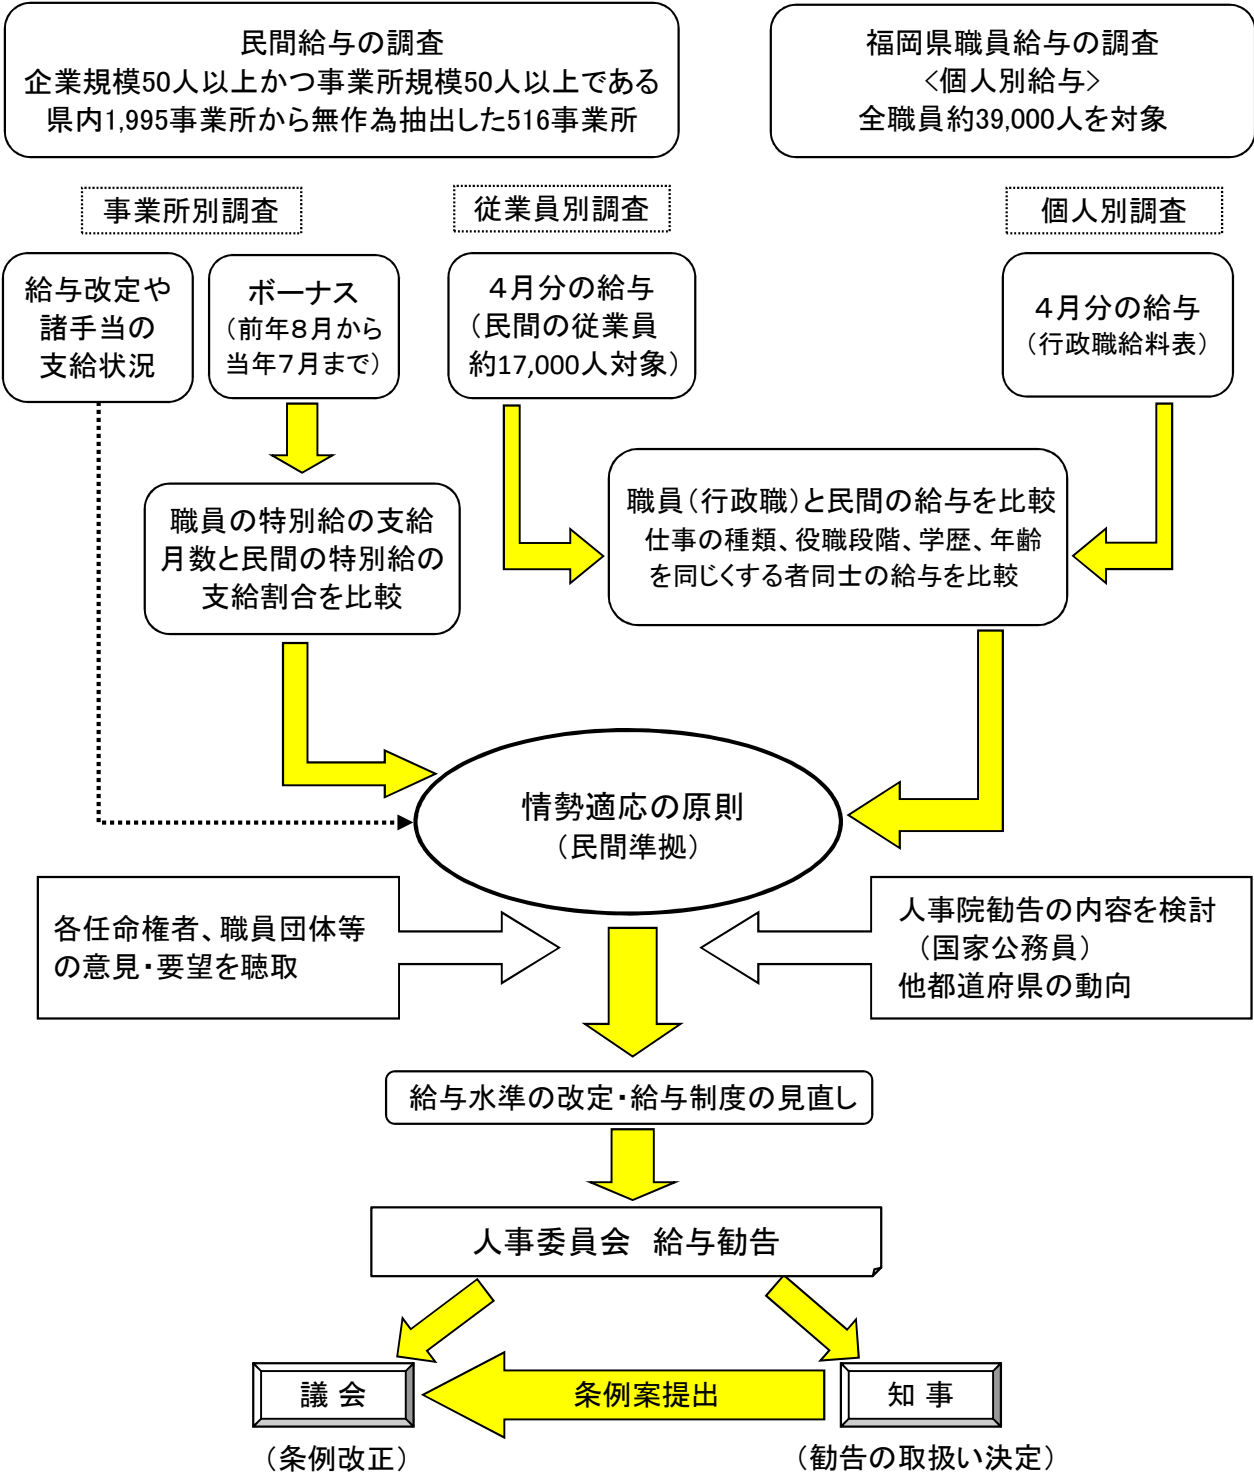 民間給与の調査
企業規模50人以上かつ事業所規模50人以上である
県内1,995事業所から無作為抽出した516事業所
福岡県職員給与の調査
<個人別給与>
全職員約39,000人を対象
事業所別調査
従業員別調査
個人別調査
給与改定や
諸手当の
支給状況
ボーナス
（前年８月から
当年７月まで）
４月分の給与
（民間の従業員
約17,000人対象）
４月分の給与
（行政職給料表）
職員の特別給の支給
月数と民間の特別給の
支給割合を比較
職員（行政職）と民間の給与を比較
仕事の種類、役職段階、学歴、年齢
を同じくする者同士の給与を比較
情勢適応の原則
（民間準拠）
各任命権者、職員団体等
の意見・要望を聴取
人事院勧告の内容を検討
（国家公務員）
他都道府県の動向
給与水準の改定・給与制度の見直し
人事委員会　給与勧告
議 会
条例案提出
知 事
（条例改正）
（勧告の取扱い決定）